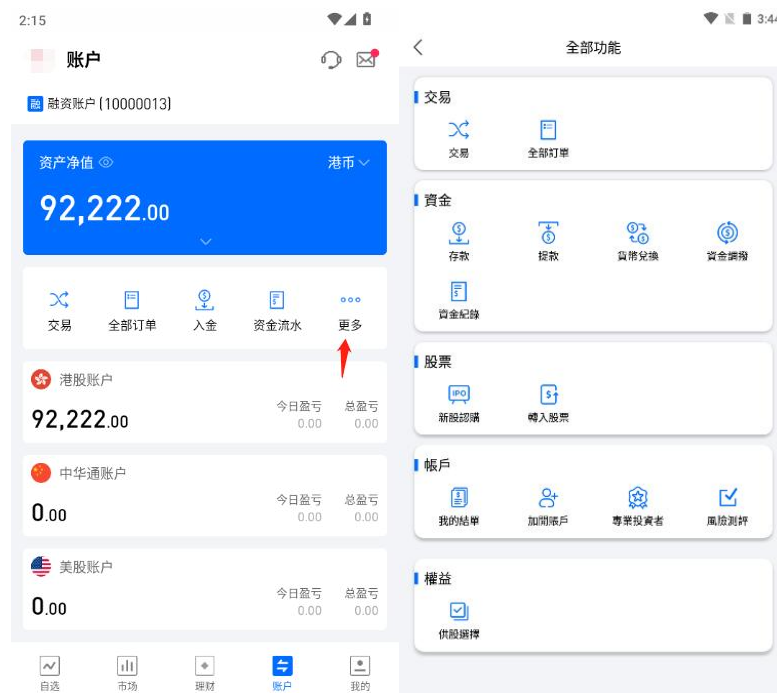 2:15
账户
融 融资账户 (10000013)
资产净值 港币
92,222.00
交易 全部订单 入金 资金流水 更多
港股账户
92,222.00
今日盈亏 总盈亏
0.00 0.00
中华通账户
0.00
今日盈亏 总盈亏
0.00 0.00
美股账户
0.00
今日盈亏 总盈亏
0.00 0.00
自选 市场 理财 账户 我的
3:44
全部功能
交易
交易 全部訂單
資金
存款 提款 貨幣兌換 資金調撥
資金紀錄
股票
IPO
新股認購 轉入股票
帳戶
我的結單 加開賬戶 專業投資者 風險測評
權益
供股選擇